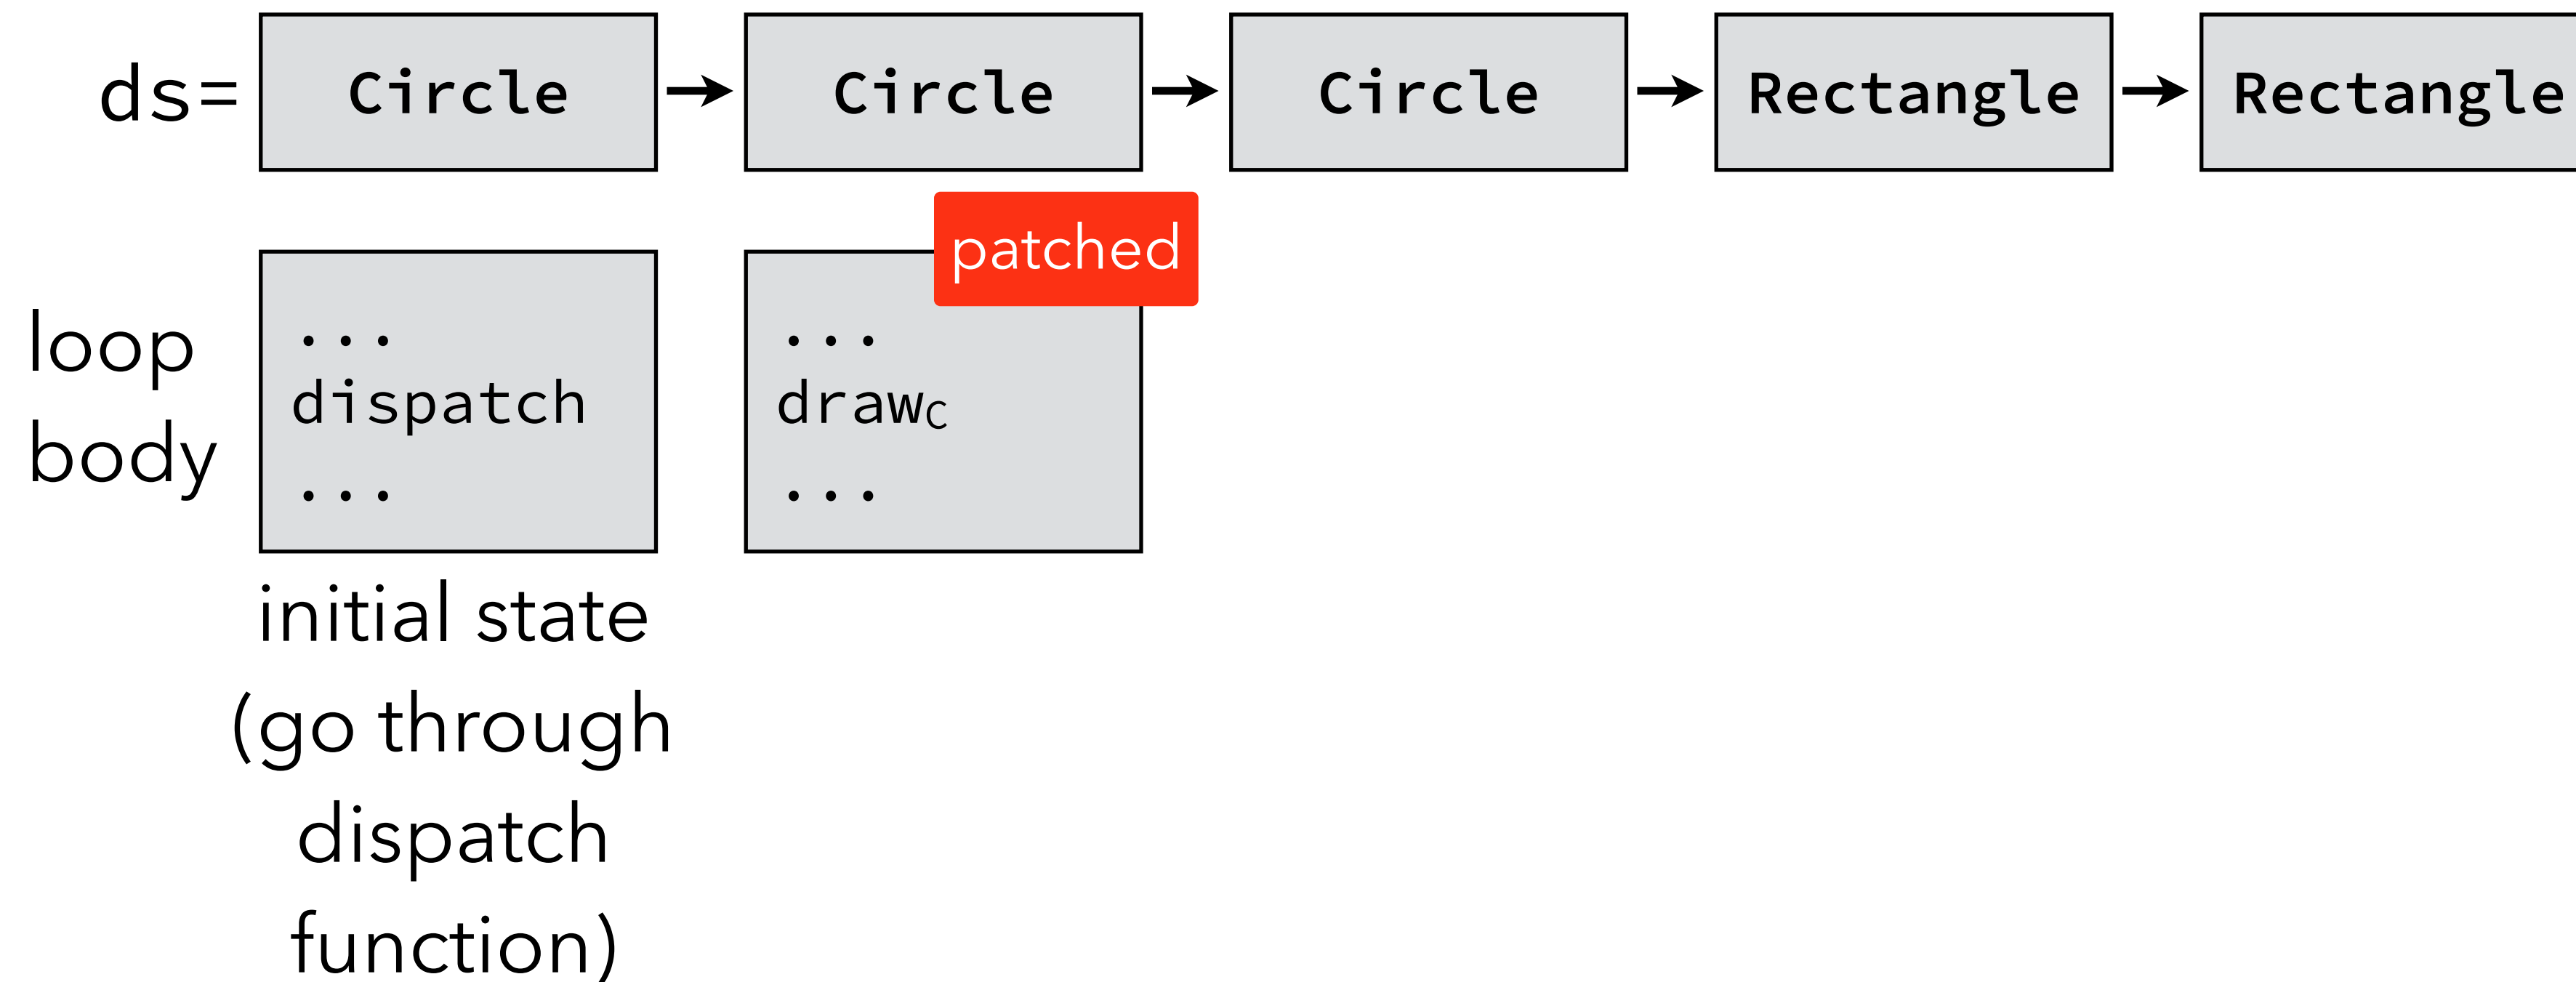 ds= Circle Circle Circle Rectangle Rectangle
patched
loop
body
...
dispatch
...
...
drawC
...
initial state
(go through
dispatch
function)